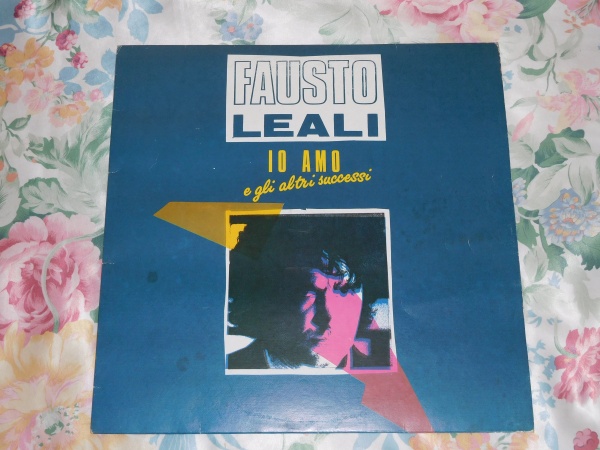 FAUSTO
LEALI
IO AMO
e gli altri successi